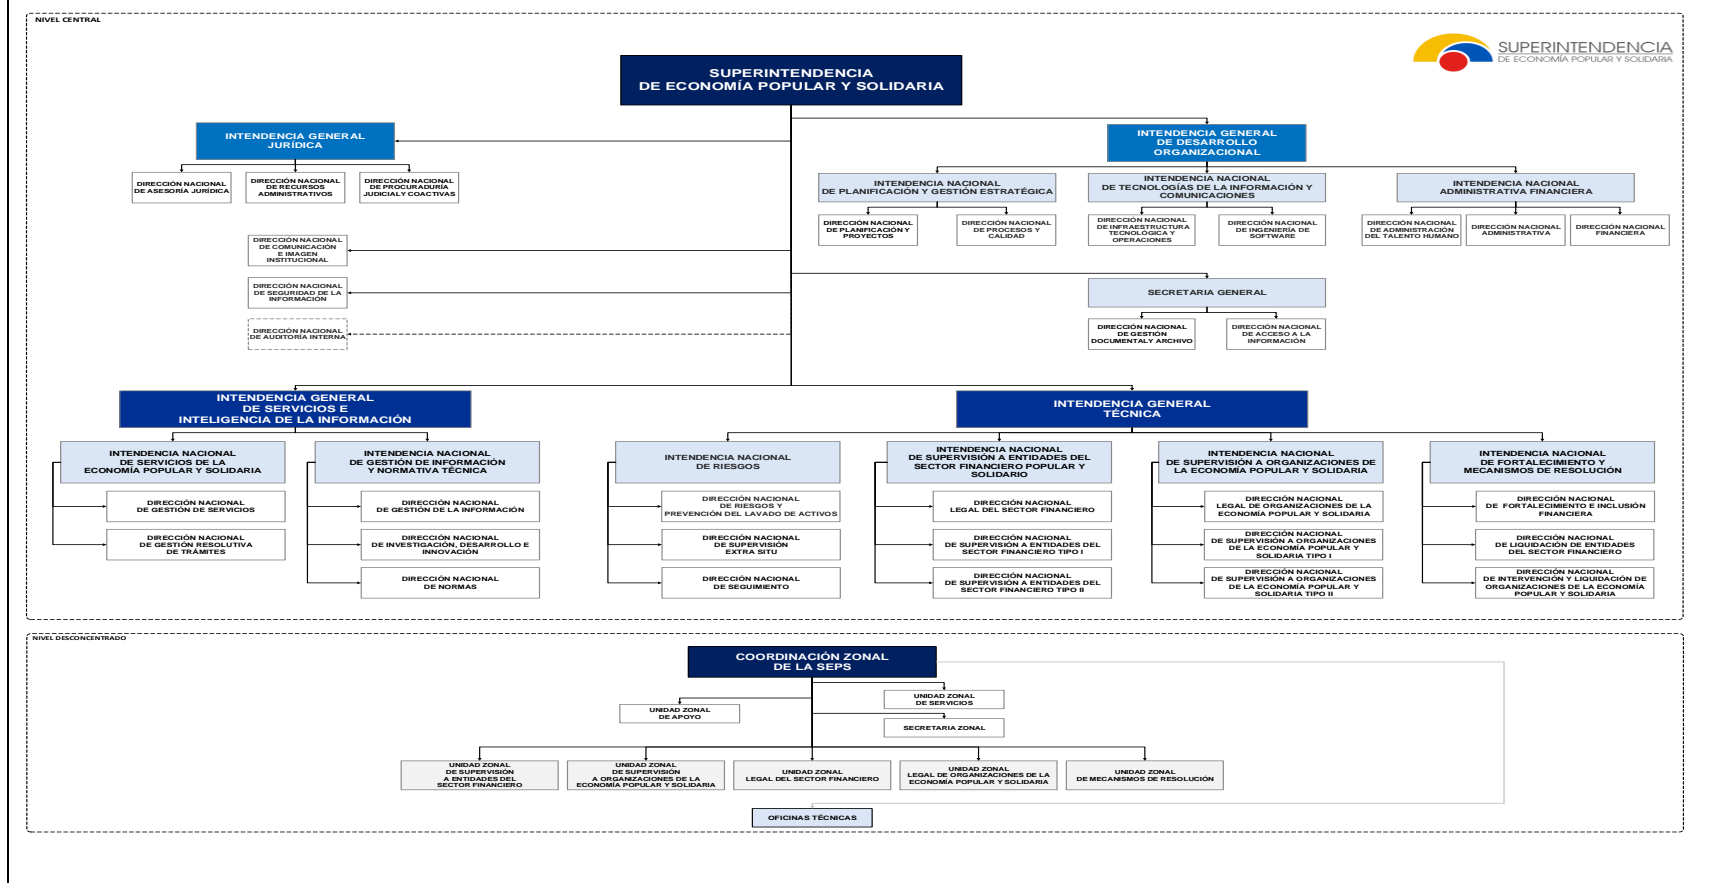 NIVEL CENTRAL
SUPERINTENDENCIA
DE ECONOMÍA POPULAR Y SOLIDARIA
SUPERINTENDENCIA
DE ECONOMÍA POPULAR Y SOLIDARIA
INTENDENCIA GENERAL
JURÍDICA
INTENDENCIA GENERAL
DE DESARROLLO
ORGANIZACIONAL
DIRECCIÓN NACIONAL
DE ASESORÍA JURÍDICA
DIRECCIÓN NACIONAL
DE RECURSOS
ADMINISTRATIVOS
DIRECCIÓN NACIONAL
DE PROCURADURÍA
JUDICIAL Y COACTIVAS
INTENDENCIA NACIONAL
DE PLANIFICACIÓN Y GESTIÓN ESTRATÉGICA
INTENDENCIA NACIONAL
DE TECNOLOGÍAS DE LA INFORMACIÓN Y
COMUNICACIONES
INTENDENCIA NACIONAL
ADMINISTRATIVA FINANCIERA
DIRECCIÓN NACIONAL
DE PLANIFICACIÓN Y
PROYECTOS
DIRECCIÓN NACIONAL
DE PROCESOS Y
CALIDAD
DIRECCIÓN NACIONAL
DE INFRAESTRUCTURA
TECNOLÓGICA Y
OPERACIONES
DIRECCIÓN NACIONAL
DE INGENIERÍA DE
SOFTWARE
DIRECCIÓN NACIONAL
DE ADMINISTRACIÓN
DEL TALENTO HUMANO
DIRECCIÓN NACIONAL
ADMINISTRATIVA
DIRECCIÓN NACIONAL
FINANCIERA
DIRECCIÓN NACIONAL
DE COMUNICACIÓN
E IMAGEN
INSTITUCIONAL
DIRECCIÓN NACIONAL
DE SEGURIDAD DE LA
INFORMACIÓN
SECRETARIA GENERAL
DIRECCIÓN NACIONAL
DE AUDITORÍA INTERNA
DIRECCIÓN NACIONAL
DE GESTIÓN
DOCUMENTAL Y ARCHIVO
DIRECCIÓN NACIONAL
DE ACCESO A LA
INFORMACIÓN
INTENDENCIA GENERAL
DE SERVICIOS E
INTELIGENCIA DE LA INFORMACIÓN
INTENDENCIA GENERAL
TÉCNICA
INTENDENCIA NACIONAL
DE SERVICIOS DE LA
ECONOMÍA POPULAR Y SOLIDARIA
INTENDENCIA NACIONAL
DE GESTIÓN DE INFORMACIÓN
Y NORMATIVA TÉCNICA
INTENDENCIA NACIONAL
DE RIESGOS
INTENDENCIA NACIONAL
DE SUPERVISIÓN A ENTIDADES DEL
SECTOR FINANCIERO POPULAR Y
SOLIDARIO
INTENDENCIA NACIONAL
DE SUPERVISIÓN A ORGANIZACIONES DE
LA ECONOMÍA POPULAR Y SOLIDARIA
INTENDENCIA NACIONAL
DE FORTALECIMIENTO Y
MECANISMOS DE RESOLUCIÓN
DIRECCIÓN NACIONAL
DE GESTIÓN DE SERVICIOS
DIRECCIÓN NACIONAL
DE GESTIÓN DE LA INFORMACIÓN
DIRECCIÓN NACIONAL
DE RIESGOS Y
PREVENCIÓN DEL LAVADO DE ACTIVOS
DIRECCIÓN NACIONAL
LEGAL DEL SECTOR FINANCIERO
DIRECCIÓN NACIONAL
LEGAL DE ORGANIZACIONES DE LA
ECONOMÍA POPULAR Y SOLIDARIA
DIRECCIÓN NACIONAL
DE FORTALECIMIENTO E INCLUSIÓN
FINANCIERA
DIRECCIÓN NACIONAL
DE GESTIÓN RESOLUTIVA
DE TRÁMITES
DIRECCIÓN NACIONAL
DE INVESTIGACIÓN, DESARROLLO E
INNOVACIÓN
DIRECCIÓN NACIONAL
DE SUPERVISIÓN
EXTRA SITU
DIRECCIÓN NACIONAL
DE SUPERVISIÓN A ENTIDADES DEL
SECTOR FINANCIERO TIPO I
DIRECCIÓN NACIONAL
DE SUPERVISIÓN A ORGANIZACIONES
DE LA ECONOMÍA POPULAR Y
SOLIDARIA TIPO I
DIRECCIÓN NACIONAL
DE LIQUIDACIÓN DE ENTIDADES
DEL SECTOR FINANCIERO
DIRECCIÓN NACIONAL
DE NORMAS
DIRECCIÓN NACIONAL
DE SEGUIMIENTO
DIRECCIÓN NACIONAL
DE SUPERVISIÓN A ENTIDADES DEL
SECTOR FINANCIERO TIPO II
DIRECCIÓN NACIONAL
DE SUPERVISIÓN A ORGANIZACIONES
DE LA ECONOMÍA POPULAR Y
SOLIDARIA TIPO II
DIRECCIÓN NACIONAL
DE INTERVENCIÓN Y LIQUIDACIÓN DE
ORGANIZACIONES DE LA ECONOMÍA
POPULAR Y SOLIDARIA
NIVEL DESCONCENTRADO
COORDINACIÓN ZONAL
DE LA SEPS
UNIDAD ZONAL
DE SERVICIOS
UNIDAD ZONAL
DE APOYO
SECRETARIA ZONAL
UNIDAD ZONAL
DE SUPERVISIÓN
A ENTIDADES DEL
SECTOR FINANCIERO
UNIDAD ZONAL
DE SUPERVISIÓN
A ORGANIZACIONES DE LA
ECONOMÍA POPULAR Y SOLIDARIA
UNIDAD ZONAL
LEGAL DEL SECTOR FINANCIERO
UNIDAD ZONAL
LEGAL DE ORGANIZACIONES DE LA
ECONOMÍA POPULAR Y SOLIDARIA
UNIDAD ZONAL
DE MECANISMOS DE RESOLUCIÓN
OFICINAS TÉCNICAS